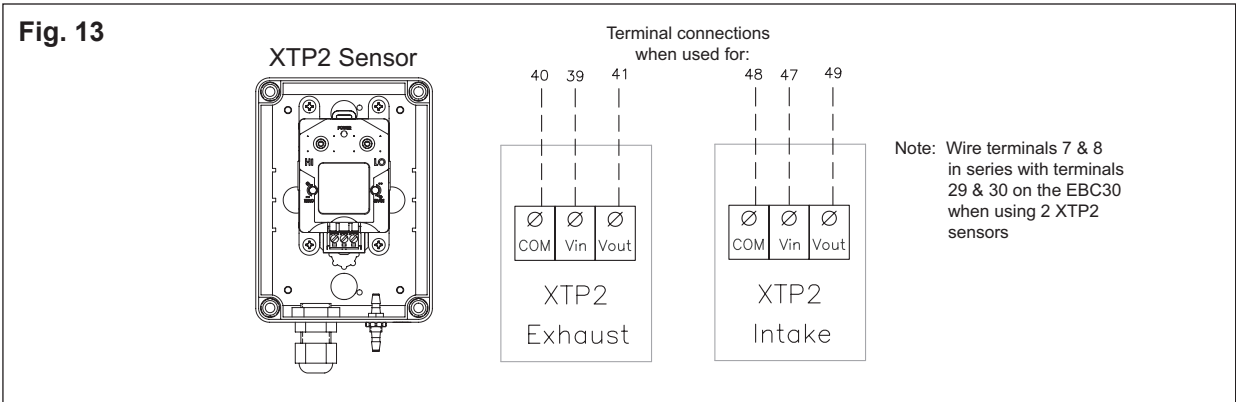 Fig. 13
XTP2 Sensor
POWER
HI LO
Terminal connections
when used for:
40 39 41
COM Vin Vout
XTP2
Exhaust
48 47 49
COM Vin Vout
XTP2
Intake
Note: Wire terminals 7 & 8
in series with terminals
29 & 30 on the EBC30
when using 2 XTP2
sensors